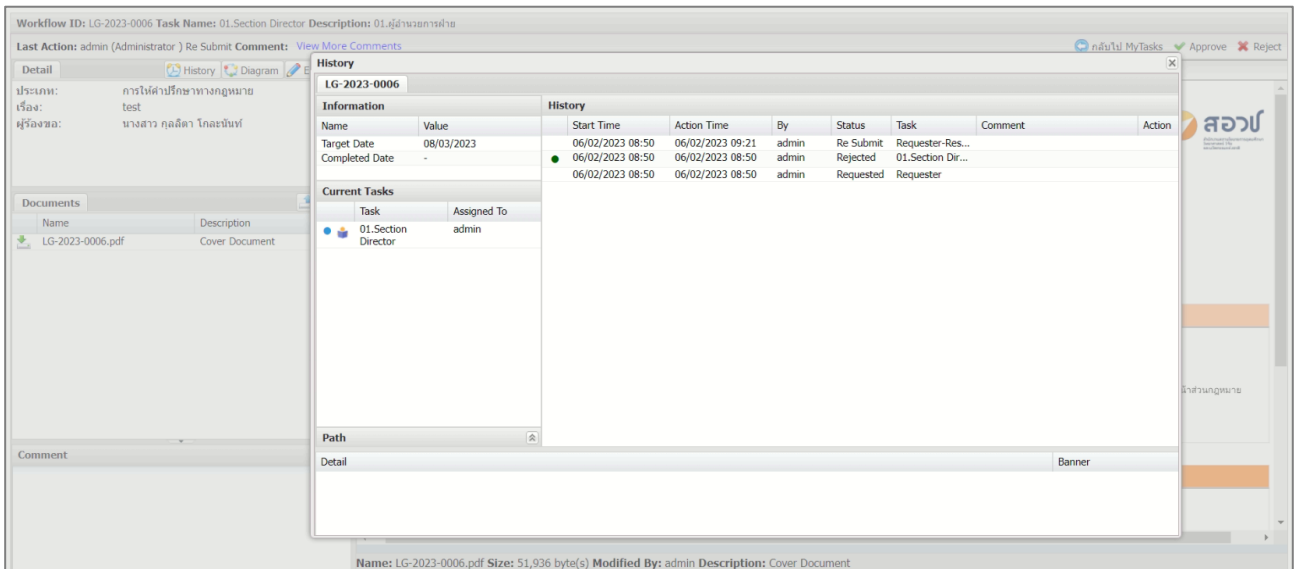 Workflow ID: LG-2023-0006 Task Name: 01.Section Director Description: 01.ผู้อำนวยการฝ่าย
Last Action: admin (Administrator ) Re Submit Comment: View More Comments
กลับไป MyTasks Approve Reject
Detail History Diagram E
ประเภท: การให้คำปรึกษาทางกฎหมาย
เรื่อง: test
ผู้ร้องขอ: นางสาว กุลลิตา โกละนันท์
Documents
Name Description
LG-2023-0006.pdf Cover Document
Comment
History
LG-2023-0006
Information
Name Value
Target Date 08/03/2023
Completed Date -
Current Tasks
Task Assigned To
01.Section Director admin
Path
History
Start Time Action Time By Status Task Comment Action
06/02/2023 08:50 06/02/2023 09:21 admin Re Submit Requester-Res...
06/02/2023 08:50 06/02/2023 08:50 admin Rejected 01.Section Dir...
06/02/2023 08:50 06/02/2023 08:50 admin Requested Requester
Detail Banner
สอวช
Name: LG-2023-0006.pdf Size: 51,936 byte(s) Modified By: admin Description: Cover Document